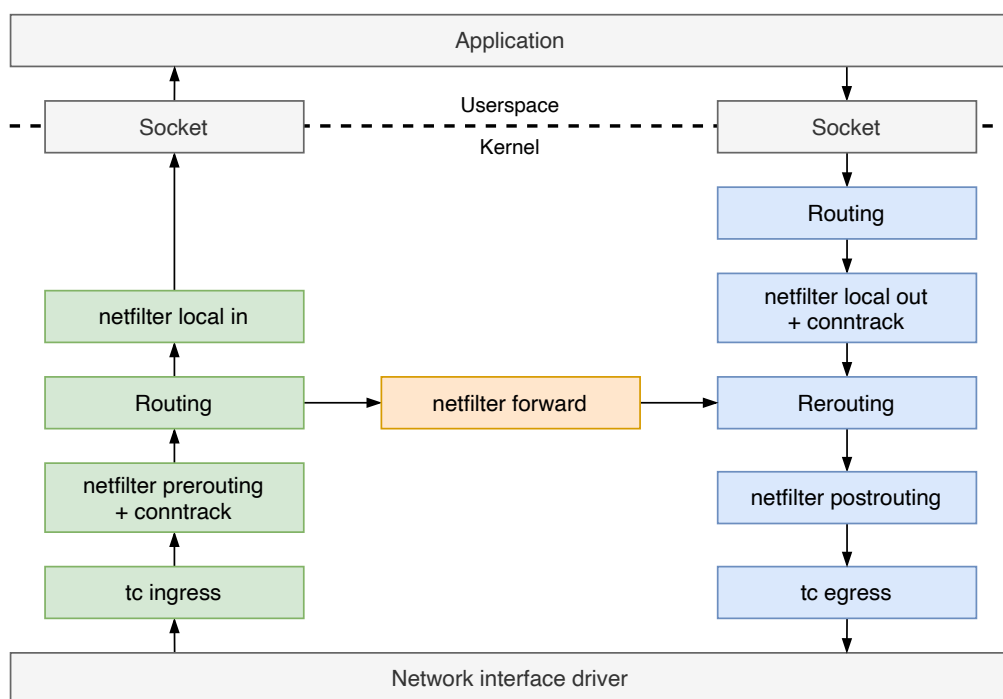 Application
Userspace
Socket
Socket
Kernel
Routing
netfilter local in
netfilter local out
+ conntrack
Routing
netfilter forward
Rerouting
netfilter prerouting
+ conntrack
netfilter postrouting
tc ingress
tc egress
Network interface driver